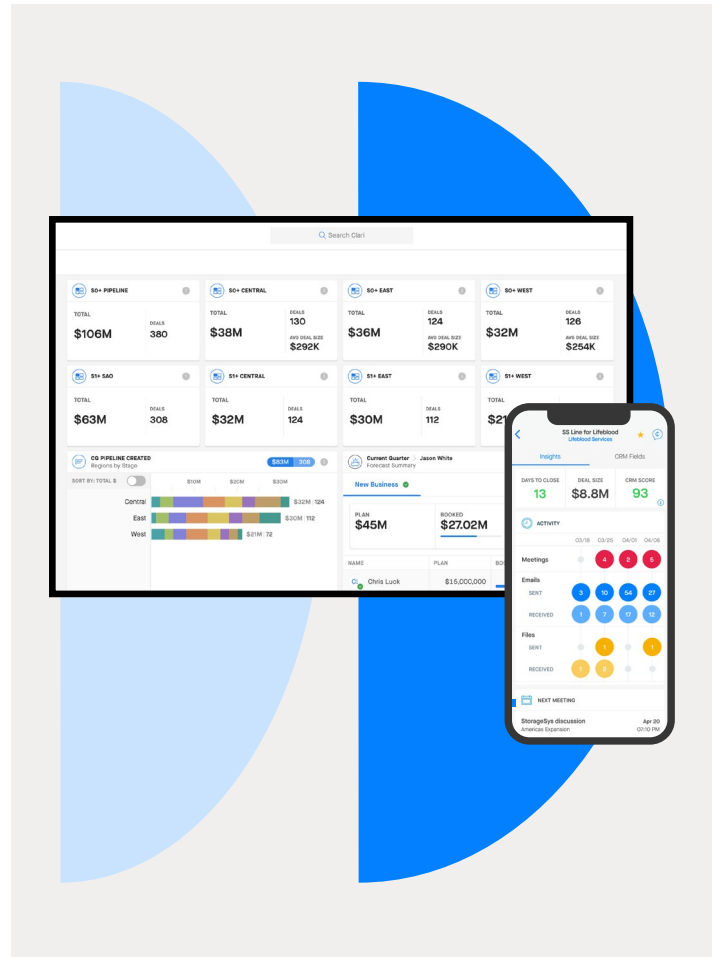 Search Clari
S0+ PIPELINE
TOTAL
$106M
DEALS
380
S0+ CENTRAL
TOTAL
$38M
DEALS
130
AVG DEAL SIZE
$292K
S0+ EAST
TOTAL
$36M
DEALS
124
AVG DEAL SIZE
$290K
S0+ WEST
TOTAL
$32M
DEALS
126
AVG DEAL SIZE
$254K
S1+ SAO
TOTAL
$63M
DEALS
308
S1+ CENTRAL
TOTAL
$32M
DEALS
124
S1+ EAST
TOTAL
$30M
DEALS
112
S1+ WEST
TOTAL
$21
CQ PIPELINE CREATED
Regions by Stage
$83M 308
SORT BY: TOTAL $
$10M $20M $30M
Central $32M 124
East $30M 112
West $21M 72
Current Quarter > Jason White
Forecast Summary
New Business
PLAN
$45M
BOOKED
$27.02M
NAME PLAN BO
CL Chris Luok $15,000,000
SS Line for Lifeblood
Lifeblood Services
Insights CRM Fields
DAYS TO CLOSE
13
DEAL SIZE
$8.8M
CRM SCORE
93
ACTIVITY
03/18 03/25 04/01 04/08
Meetings 4 2 5
Emails
SENT 3 10 54 27
RECEIVED 1 7 17 12
Files
SENT 1 1
RECEIVED 1 2
NEXT MEETING
StorageSys discussion Apr 20
Americas Expansion 07:10 PM